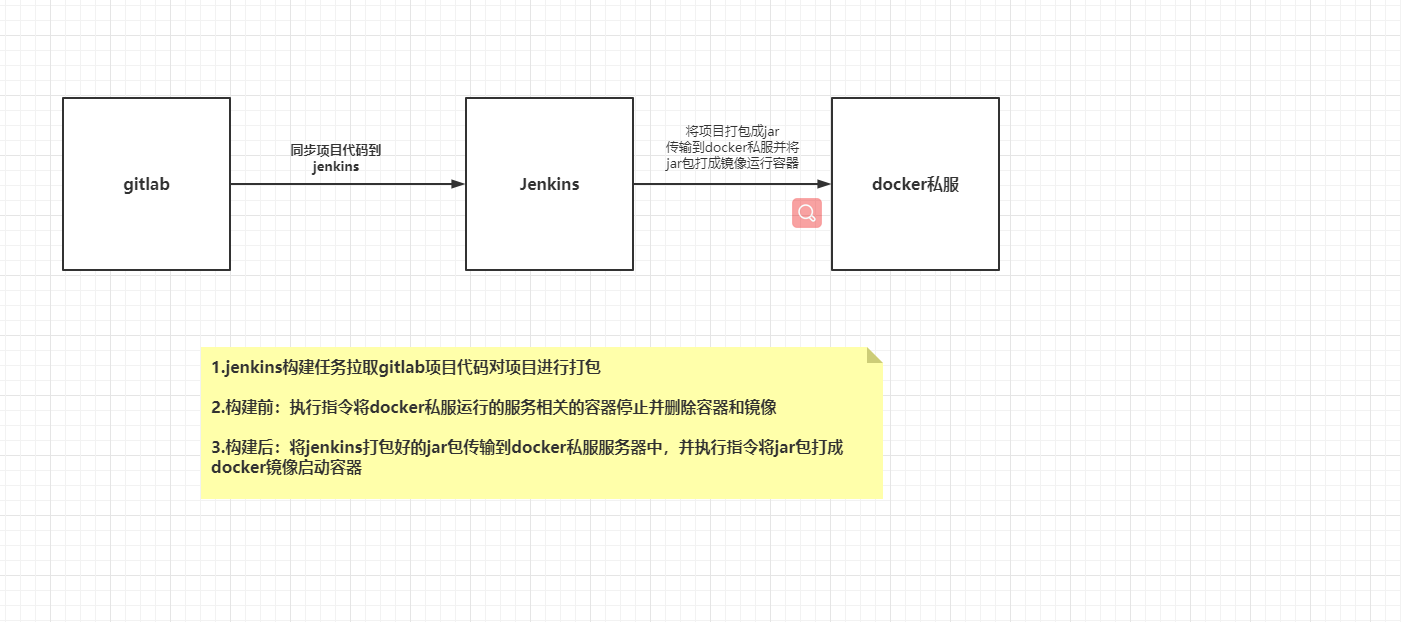 gitlab
同步项目代码到
jenkins
Jenkins
将项目打包成jar
传输到docker私服并将
jar包打成镜像运行容器
docker私服
1.jenkins构建任务拉取gitlab项目代码对项目进行打包
2.构建前：执行指令将docker私服运行的服务相关的容器停止并删除容器和镜像
3.构建后：将jenkins打包好的jar包传输到docker私服服务器中，并执行指令将jar包打成
docker镜像启动容器